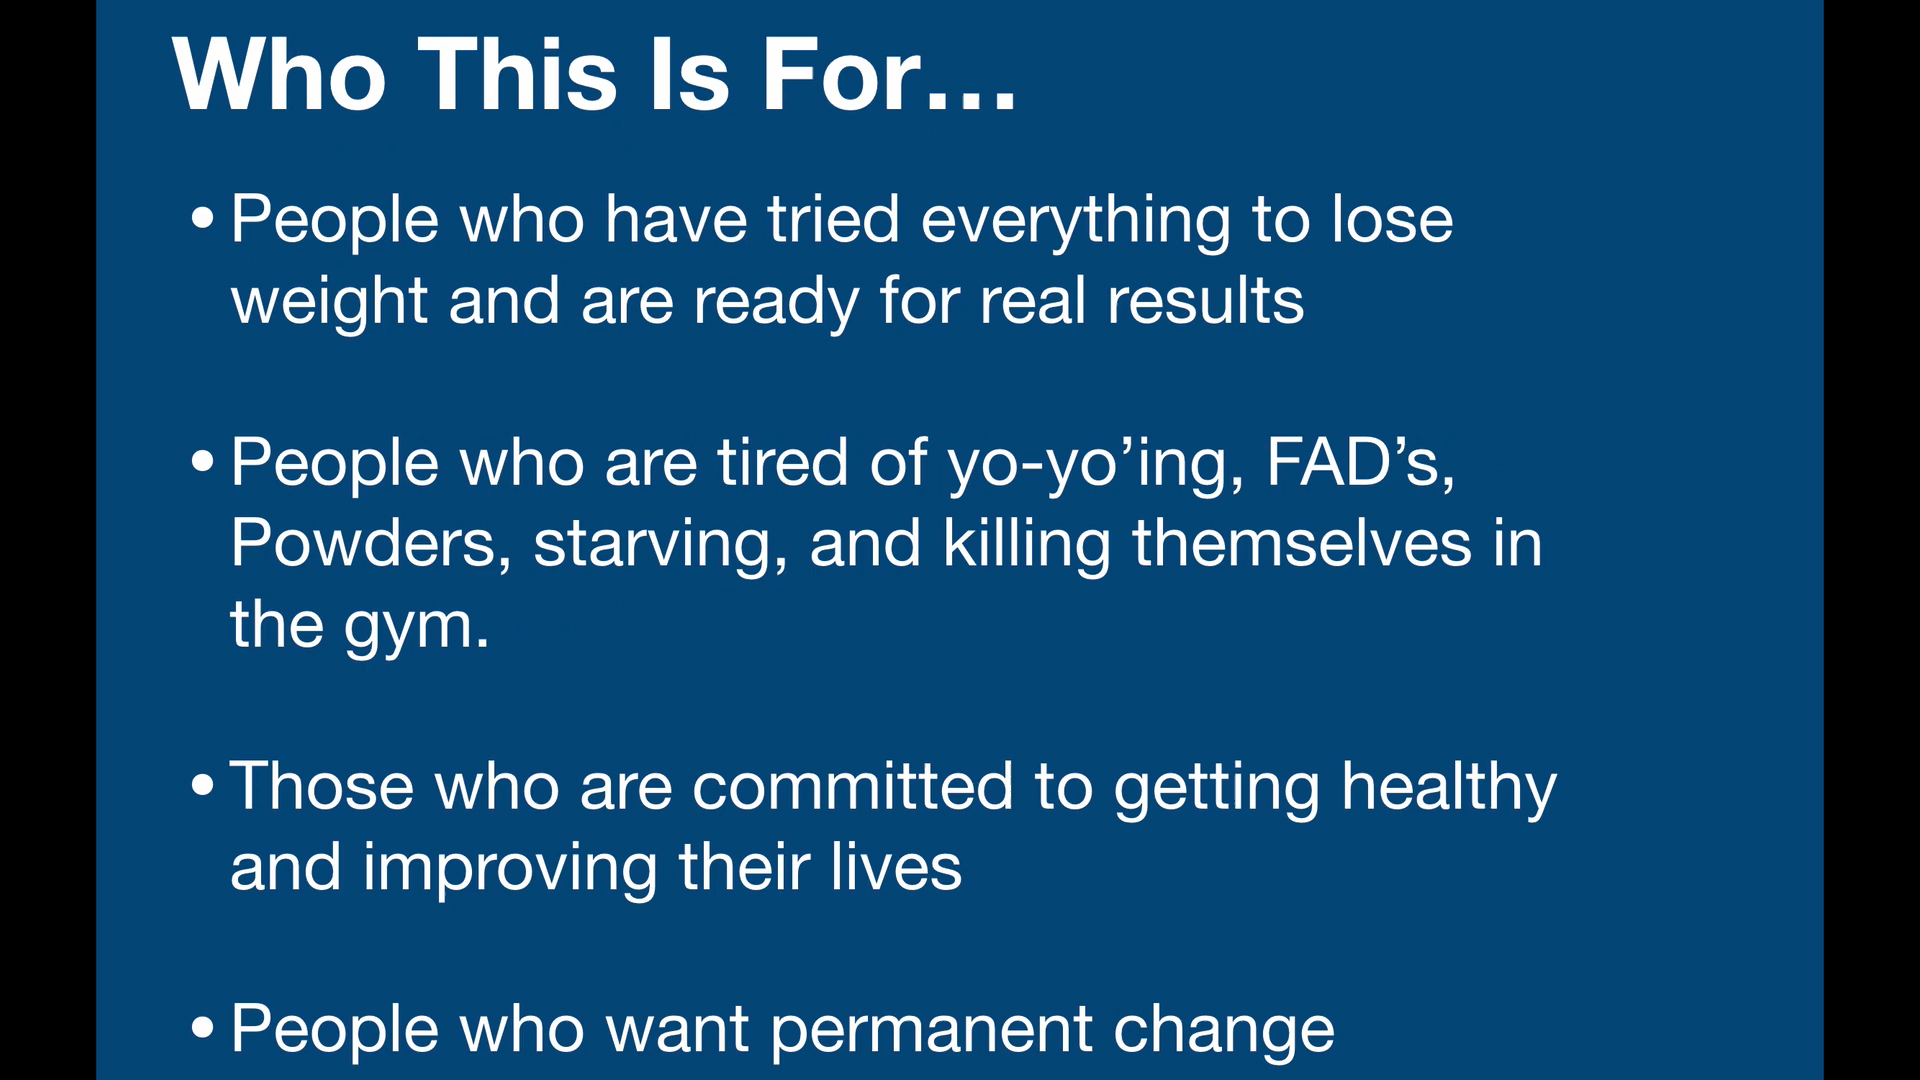 Who This Is For...
• People who have tried everything to lose
weight and are ready for real results
• People who are tired of yo-yo’ing, FAD’s,
Powders, starving, and killing themselves in
the gym.
• Those who are committed to getting healthy
and improving their lives
• People who want permanent change